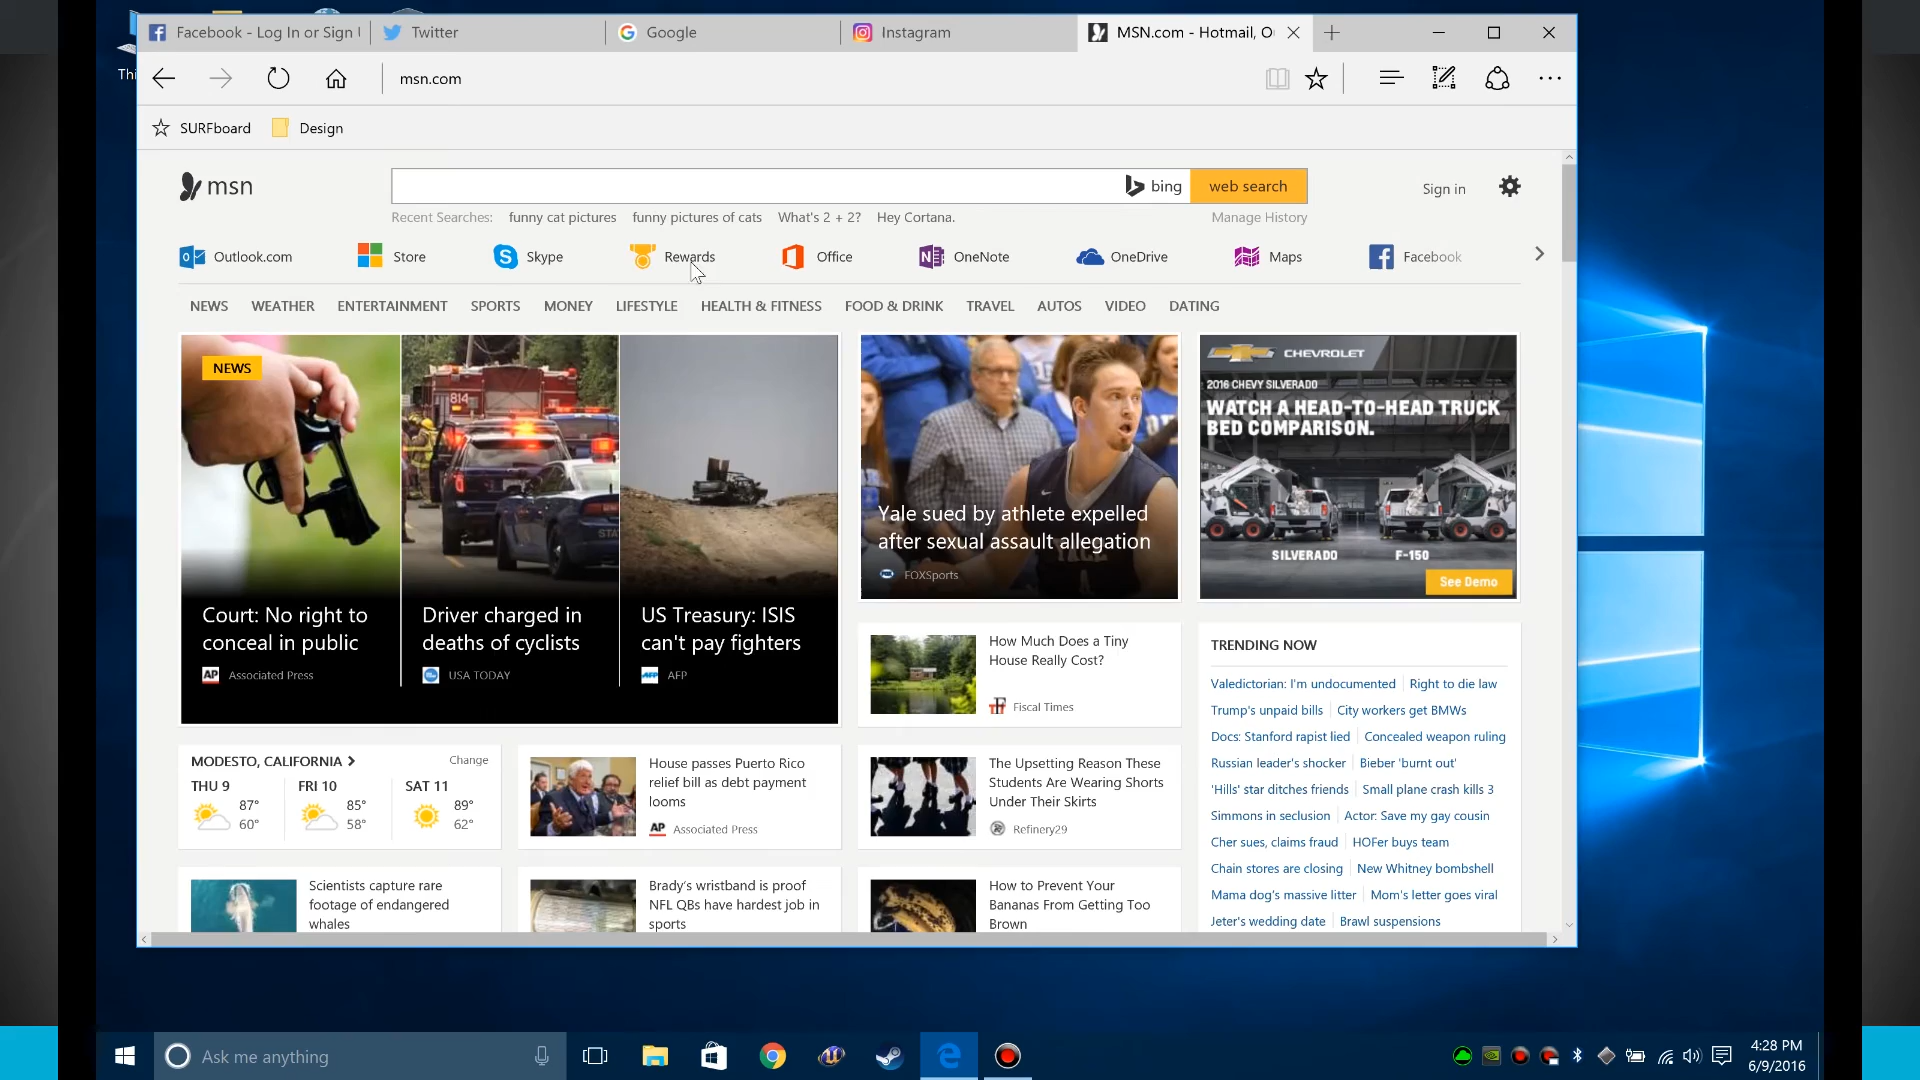 Thi
Facebook - Log In or Sign U
Twitter
Google
Instagram
MSN.com - Hotmail, O
msn.com
SURFboard
Design
msn
bing
web search
Sign in
Recent Searches:
funny cat pictures
funny pictures of cats
What's 2 + 2?
Hey Cortana.
Manage History
Outlook.com
Store
Skype
Rewards
Office
OneNote
OneDrive
Maps
Facebook
NEWS
WEATHER
ENTERTAINMENT
SPORTS
MONEY
LIFESTYLE
HEALTH & FITNESS
FOOD & DRINK
TRAVEL
AUTOS
VIDEO
DATING
NEWS
814
Court: No right to
conceal in public
AP Associated Press
Driver charged in
deaths of cyclists
USA TODAY
US Treasury: ISIS
can't pay fighters
AFP AFP
Yale sued by athlete expelled
after sexual assault allegation
FOXSports
CHEVROLET
2016 CHEVY SILVERADO
WATCH A HEAD-TO-HEAD TRUCK
BED COMPARISON.
SILVERADO
F-150
See Demo
How Much Does a Tiny
House Really Cost?
Fiscal Times
MODESTO, CALIFORNIA
Change
THU 9
87°
60°
FRI 10
85°
58°
SAT 11
89°
62°
House passes Puerto Rico
relief bill as debt payment
looms
AP Associated Press
The Upsetting Reason These
Students Are Wearing Shorts
Under Their Skirts
Refinery29
Scientists capture rare
footage of endangered
whales
Brady's wristband is proof
NFL QBs have hardest job in
sports
How to Prevent Your
Bananas From Getting Too
Brown
TRENDING NOW
Valedictorian: I'm undocumented
Right to die law
Trump's unpaid bills
City workers get BMWs
Docs: Stanford rapist lied
Concealed weapon ruling
Russian leader's shocker
Bieber 'burnt out'
'Hills' star ditches friends
Small plane crash kills 3
Simmons in seclusion
Actor: Save my gay cousin
Cher sues, claims fraud
HOFer buys team
Chain stores are closing
New Whitney bombshell
Mama dog's massive litter
Mom's letter goes viral
Jeter's wedding date
Brawl suspensions
Ask me anything
4:28 PM
6/9/2016